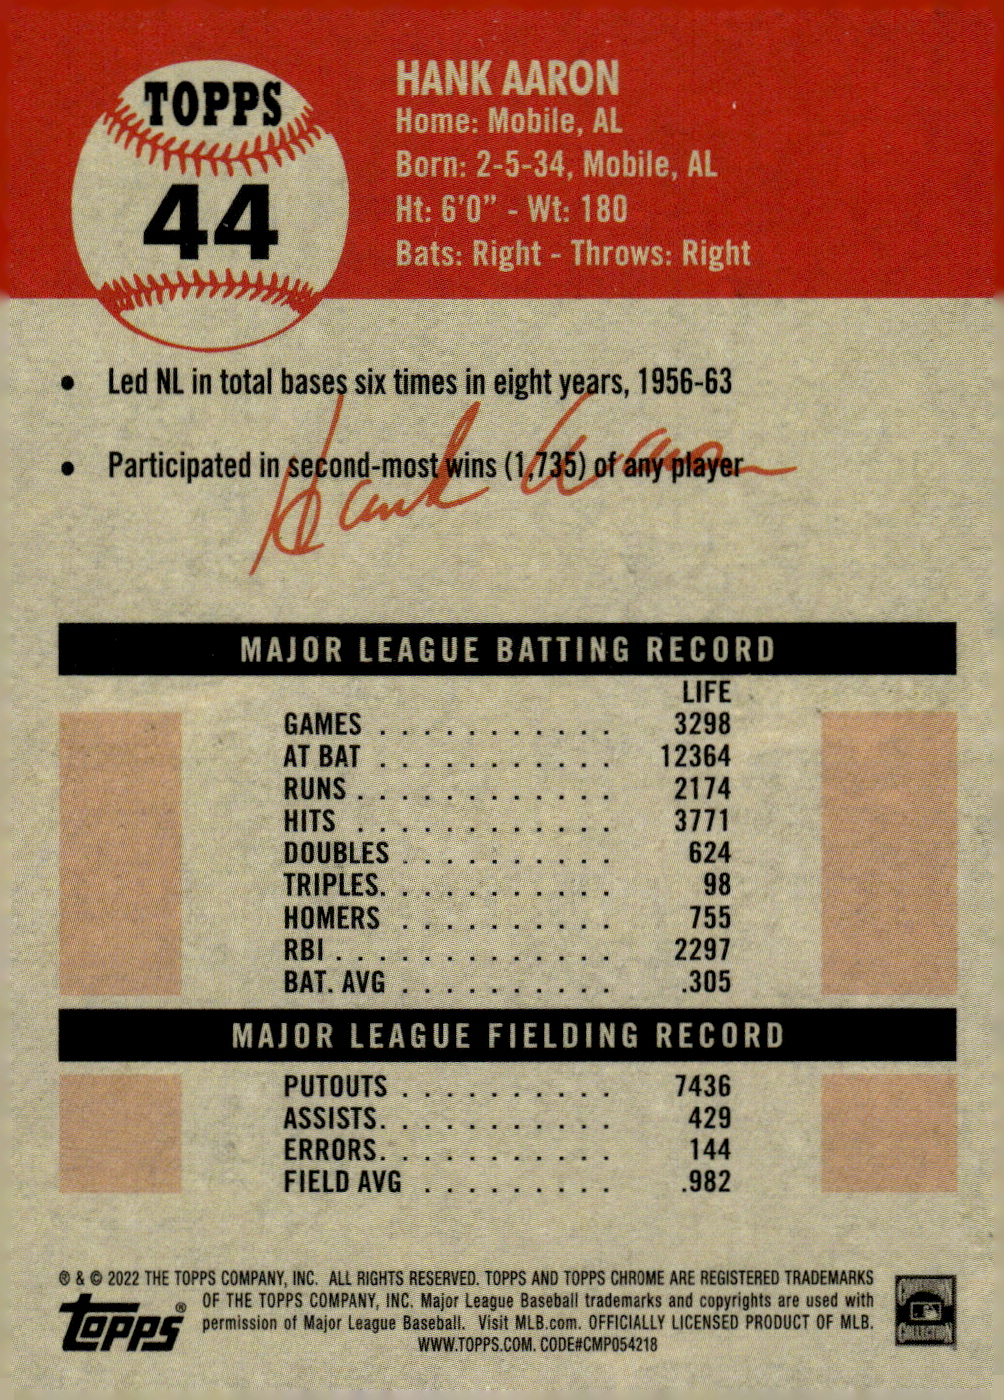 TOPPS
44
HANK AARON
Home: Mobile, AL
Born: 2-5-34, Mobile, AL
Ht: 6'0” - Wt: 180
Bats: Right - Throws: Right
• Led NL in total bases six times in eight years, 1956-63
• Participated in second-most wins (1,735) of any player
Hank Aaron
MAJOR LEAGUE BATTING RECORD
LIFE
GAMES . . . . . . . . . . . 3298
AT BAT . . . . . . . . . . . 12364
RUNS . . . . . . . . . . . . 2174
HITS . . . . . . . . . . . . 3771
DOUBLES . . . . . . . . . . 624
TRIPLES. . . . . . . . . . . 98
HOMERS . . . . . . . . . . 755
RBI . . . . . . . . . . . . . 2297
BAT. AVG . . . . . . . . . . .305
MAJOR LEAGUE FIELDING RECORD
PUTOUTS . . . . . . . . . . 7436
ASSISTS. . . . . . . . . . . 429
ERRORS. . . . . . . . . . . 144
FIELD AVG . . . . . . . . . .982
® & © 2022 THE TOPPS COMPANY, INC. ALL RIGHTS RESERVED. TOPPS AND TOPPS CHROME ARE REGISTERED TRADEMARKS
OF THE TOPPS COMPANY, INC. Major League Baseball trademarks and copyrights are used with
permission of Major League Baseball. Visit MLB.com. OFFICIALLY LICENSED PRODUCT OF MLB.
WWW.TOPPS.COM. CODE#CMP054218
Topps®
COLLECTION